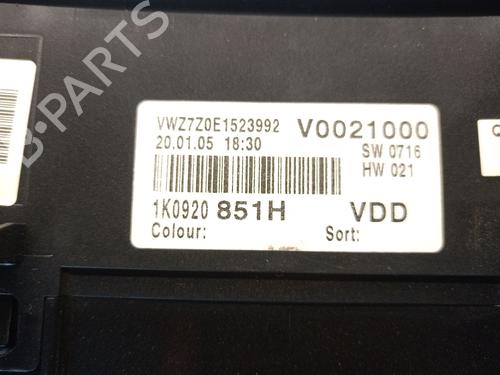 VWZ7Z0E1523992 V0021000
20.01.05 18:30 SW 0716
HW 021
1K0920 851H VDD
Colour: Sort:
B-PARTS